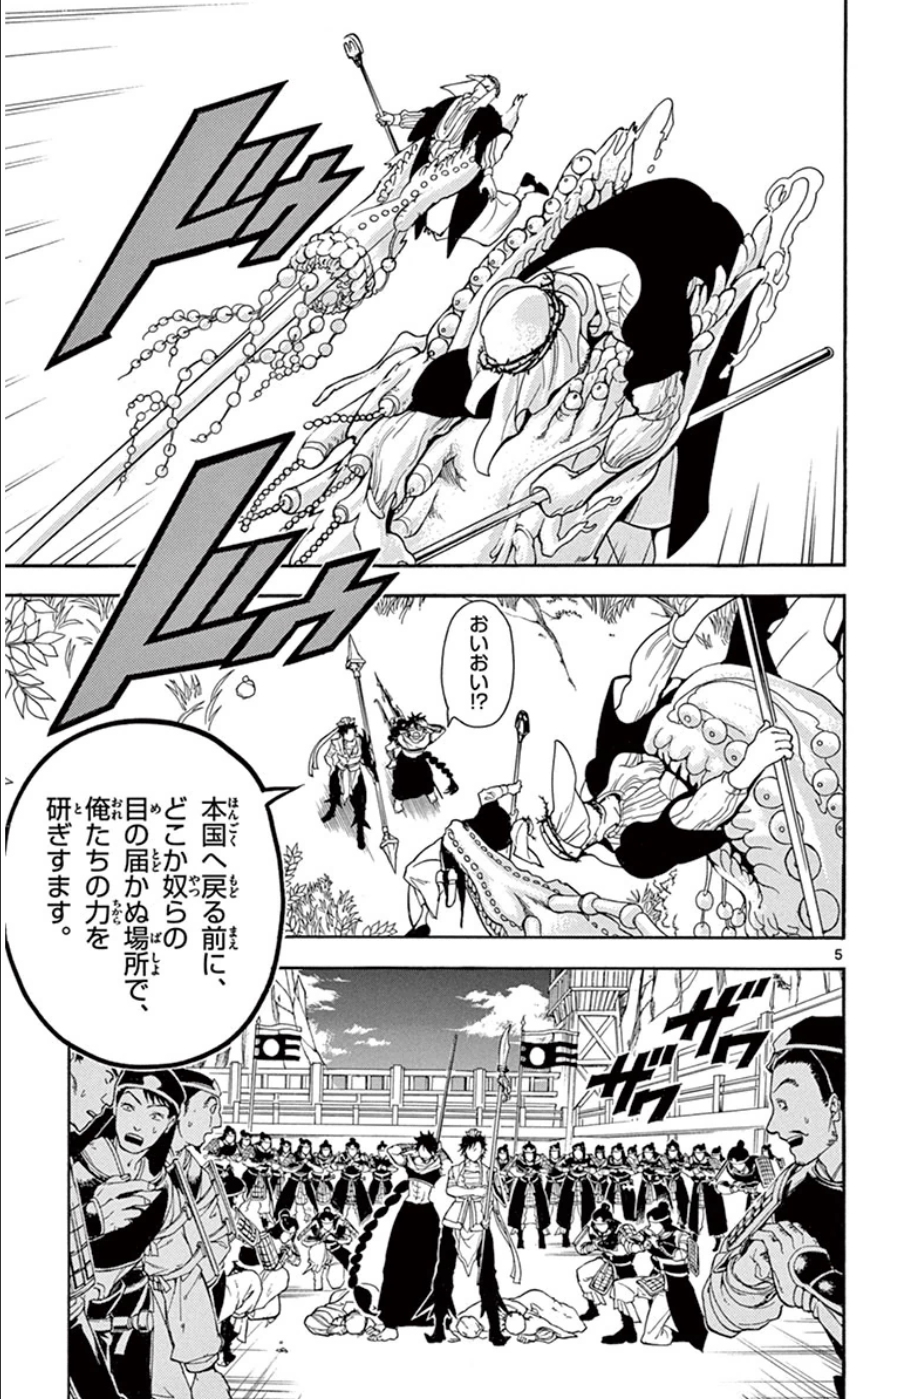 ドゥ
ドゥ
おいおい!?
本国へ戻る前に、
どこか奴らの
目の届かぬ場所で、
俺たちの力を
研ぎすます。
5
ザワ
ザワ